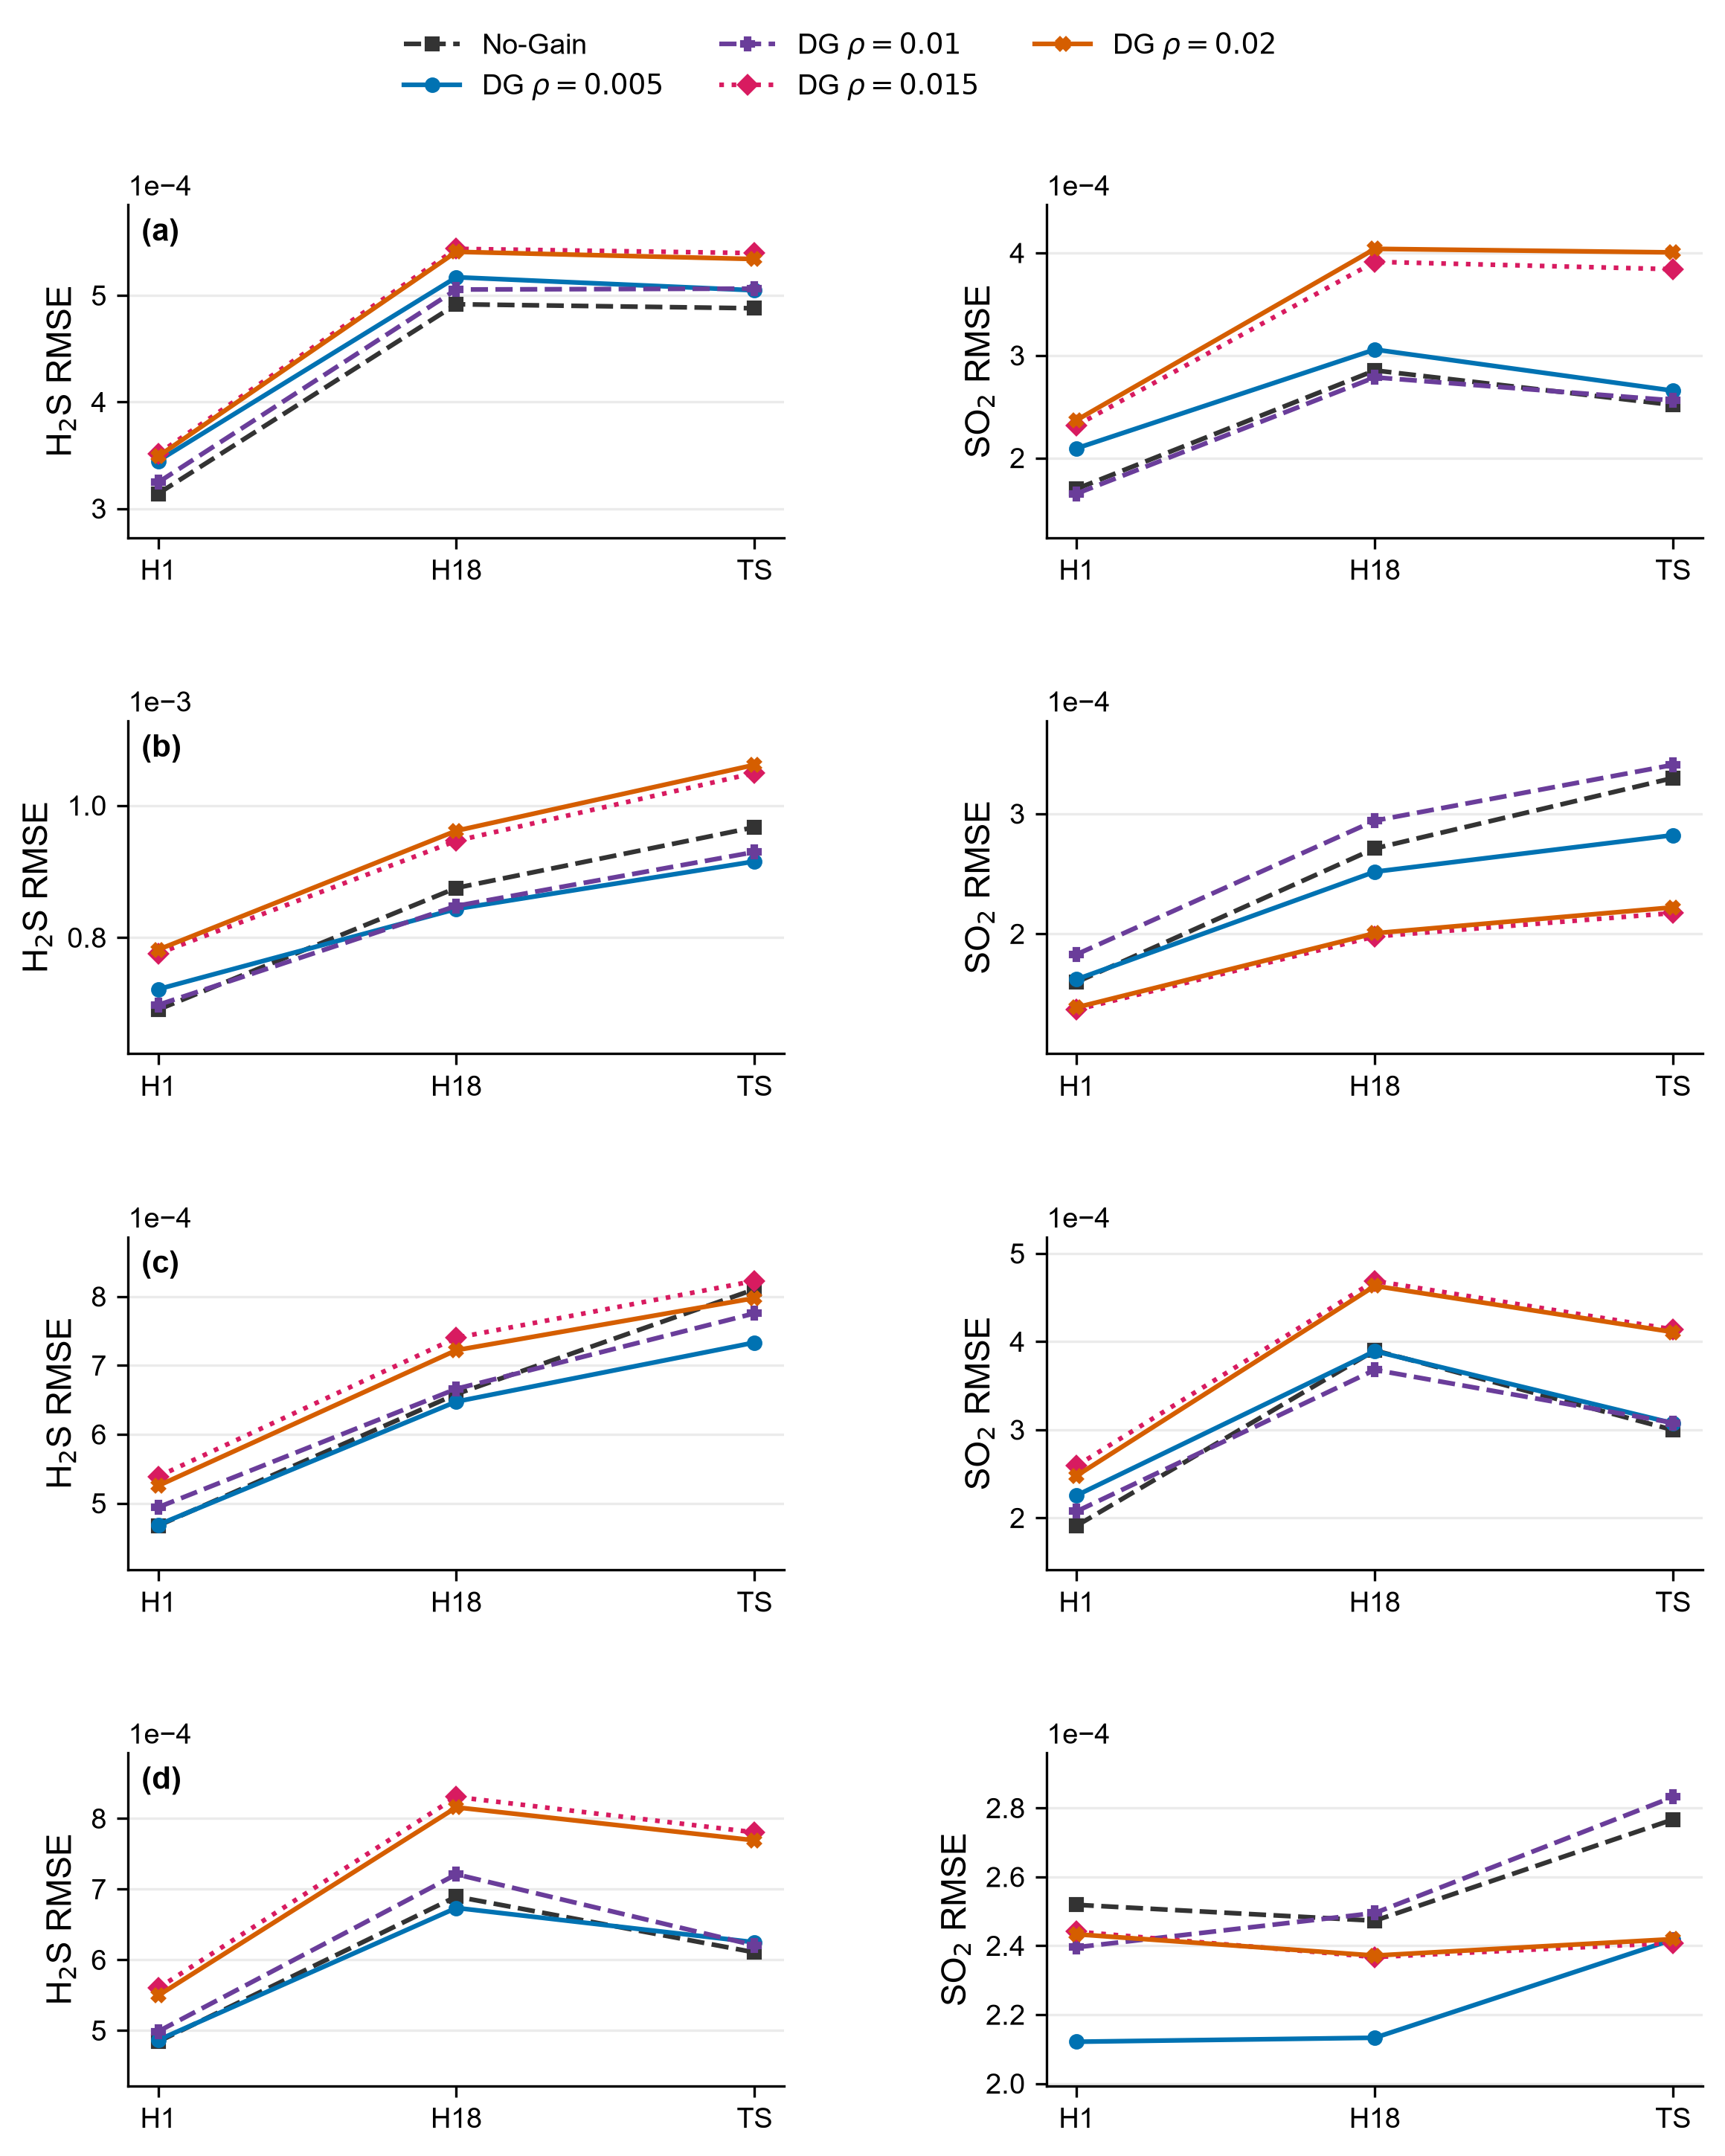 No-Gain
DG ρ = 0.01
DG ρ = 0.02
DG ρ = 0.005
DG ρ = 0.015
1e−4
(a)
H₂S RMSE
5
4
3
H1
H18
TS
1e−4
SO₂ RMSE
4
3
2
H1
H18
TS
1e−3
(b)
H₂S RMSE
1.0
0.8
H1
H18
TS
1e−4
SO₂ RMSE
3
2
H1
H18
TS
1e−4
(c)
H₂S RMSE
8
7
6
5
H1
H18
TS
1e−4
SO₂ RMSE
5
4
3
2
H1
H18
TS
1e−4
(d)
H₂S RMSE
8
7
6
5
H1
H18
TS
1e−4
SO₂ RMSE
2.8
2.6
2.4
2.2
2.0
H1
H18
TS